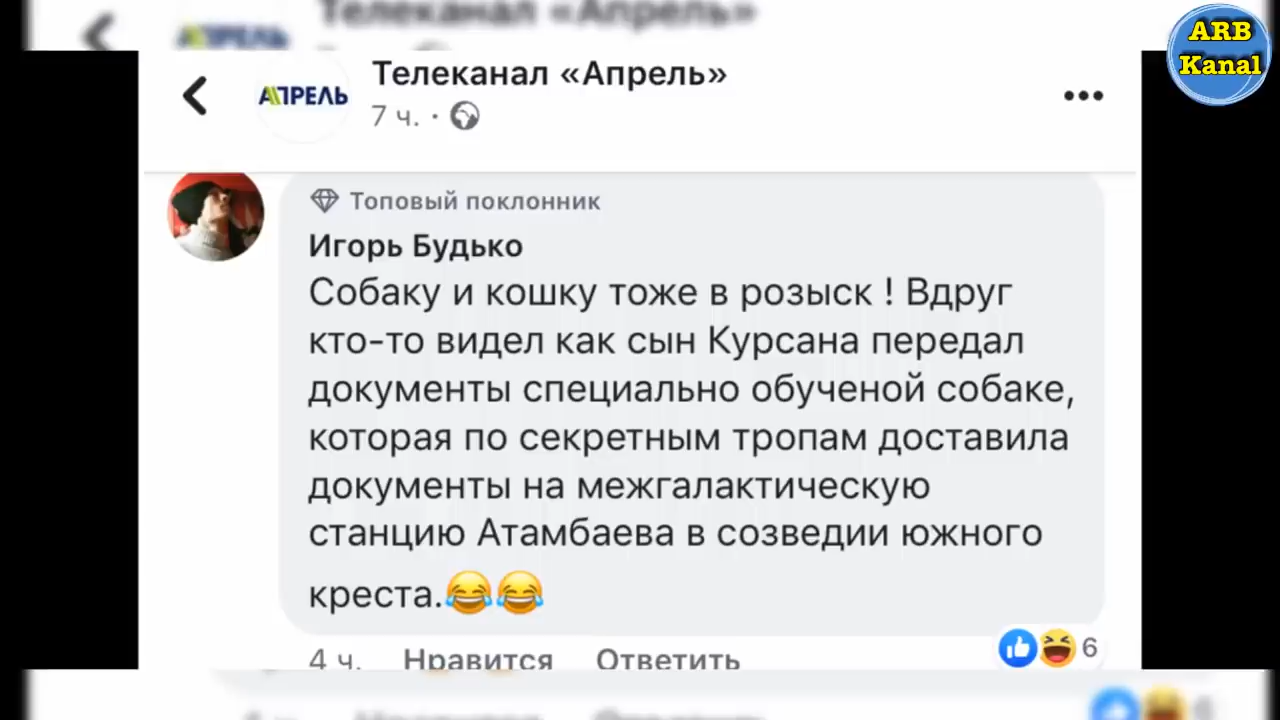 Телеканал «Апрель»
ARB
Kanal
Телеканал «Апрель»
АПРЕЛЬ
7 ч. ·
Топовый поклонник
Игорь Будько
Собаку и кошку тоже в розыск ! Вдруг
кто-то видел как сын Курсана передал
документы специально обученой собаке,
которая по секретным тропам доставила
документы на межгалактическую
станцию Атамбаева в созведии южного
креста.😂😂
4 ч. Нравится Ответить 6